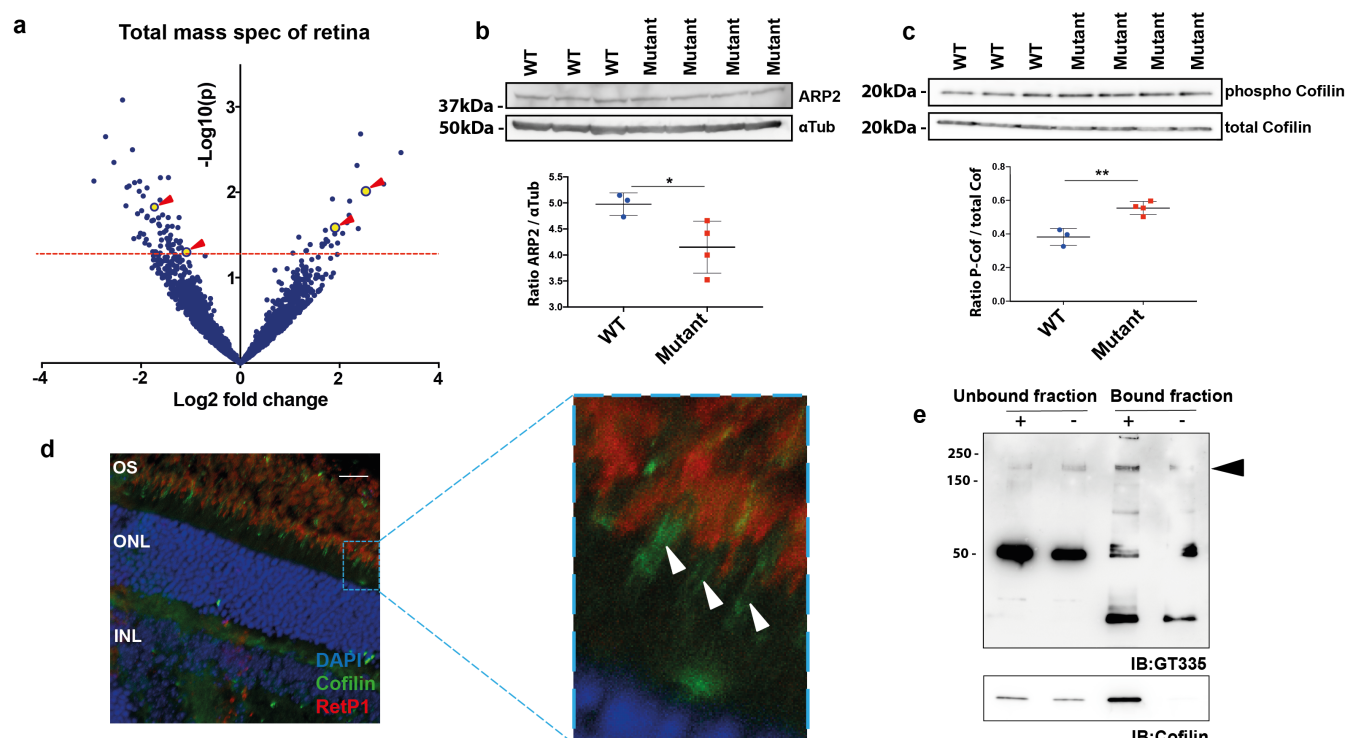 a
Total mass spec of retina
-Log10(p)
3
2
1
-4
-2
0
2
4
Log2 fold change
b
WT
WT
WT
Mutant
Mutant
Mutant
Mutant
37kDa -
ARP2
50kDa -
αTub
Ratio ARP2 / αTub
5.5
5.0
4.5
4.0
3.5
3.0
*
WT
Mutant
c
WT
WT
WT
Mutant
Mutant
Mutant
Mutant
20kDa -
phospho Cofilin
20kDa -
total Cofilin
Ratio P-Cof / total Cof
0.8
0.6
0.4
0.2
0.0
**
WT
Mutant
d
OS
ONL
INL
DAPI
Cofilin
RetP1
e
Unbound fraction
Bound fraction
+
-
+
-
250 -
150 -
50 -
IB:GT335
IB:Cofilin